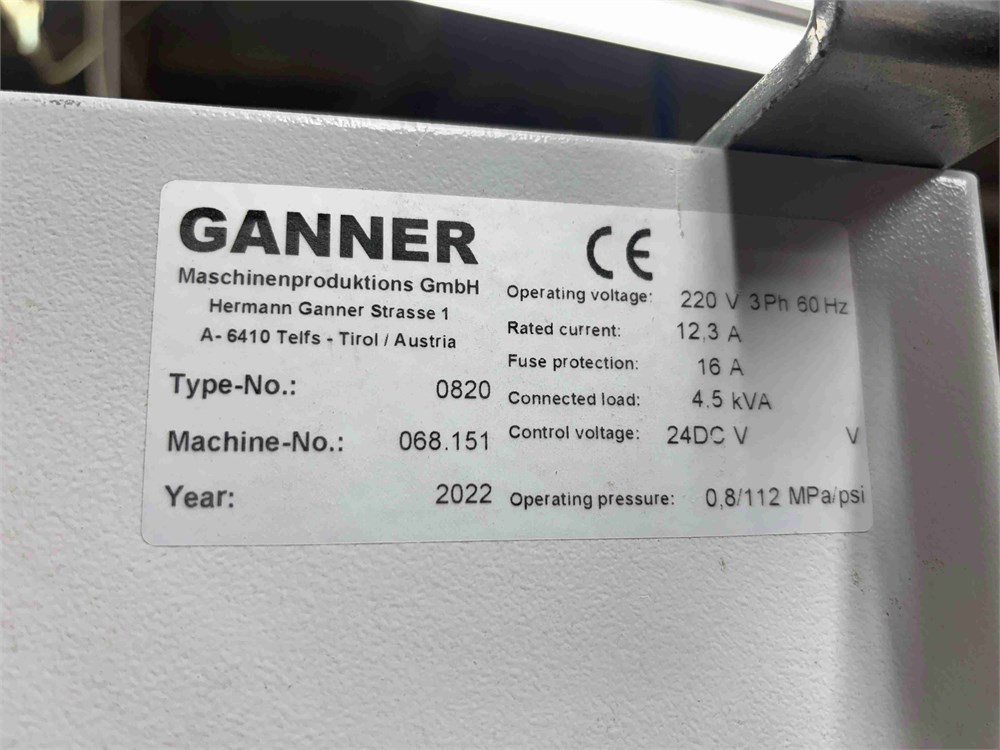 GANNER
Maschinenproduktions GmbH
Hermann Ganner Strasse 1
A- 6410 Telfs - Tirol / Austria
Type-No.: 0820
Machine-No.: 068.151
Year: 2022
CE
Operating voltage: 220 V 3Ph 60 Hz
Rated current: 12,3 A
Fuse protection: 16 A
Connected load: 4.5 kVA
Control voltage: 24DC V V
Operating pressure: 0,8/112 MPa/psi